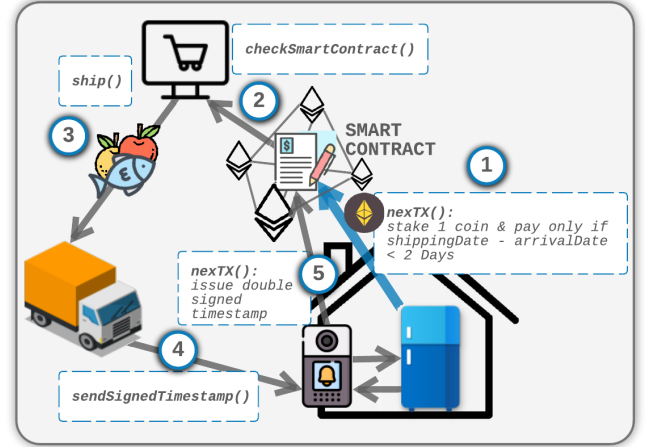 checkSmartContract()
ship()
2
3
SMART
CONTRACT
1
$
nexTX():
stake 1 coin & pay only if
shippingDate - arrivalDate
< 2 Days
nexTX():
issue double
signed
timestamp
5
4
sendSignedTimestamp()